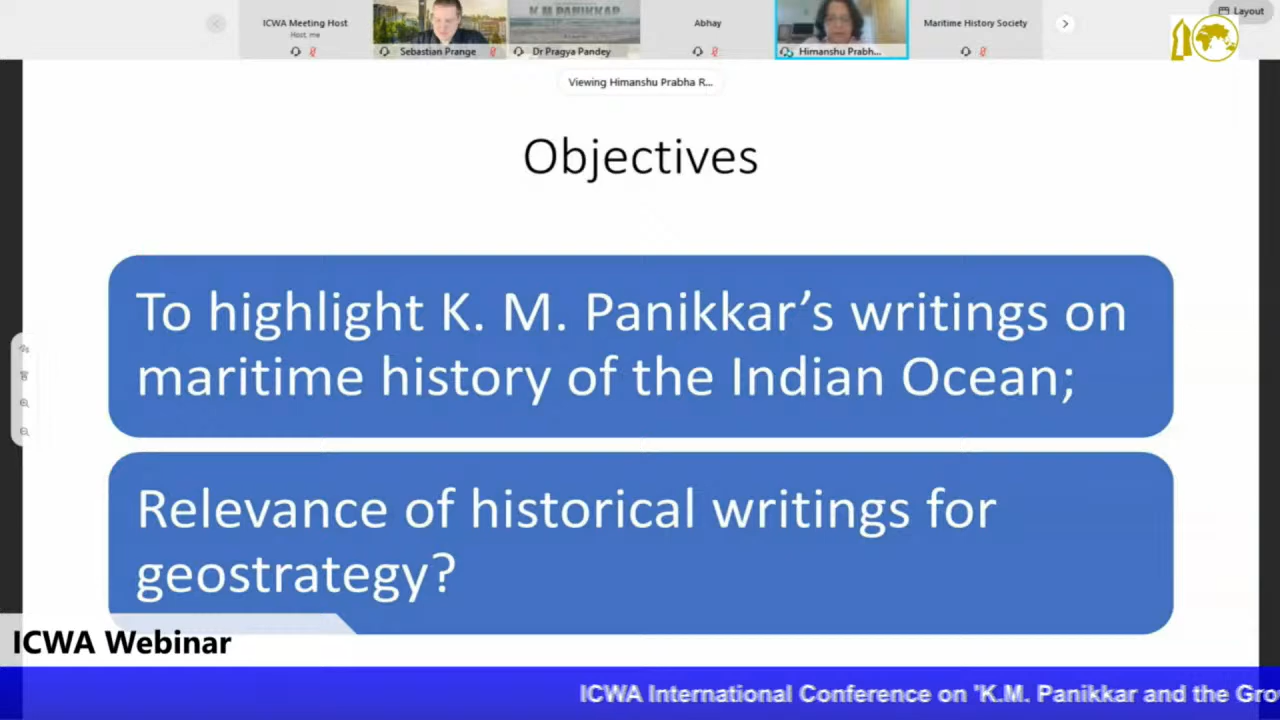 ICWA Meeting Host
Host, me
Sebastian Prange
K M PANIKKAR
Dr Pragya Pandey
Abhay
Himanshu Prabh...
Maritime History Society
Layout
Viewing Himanshu Prabha R...
Objectives
To highlight K. M. Panikkar’s writings on
maritime history of the Indian Ocean;
Relevance of historical writings for
geostrategy?
ICWA Webinar
ICWA International Conference on 'K.M. Panikkar and the Gro